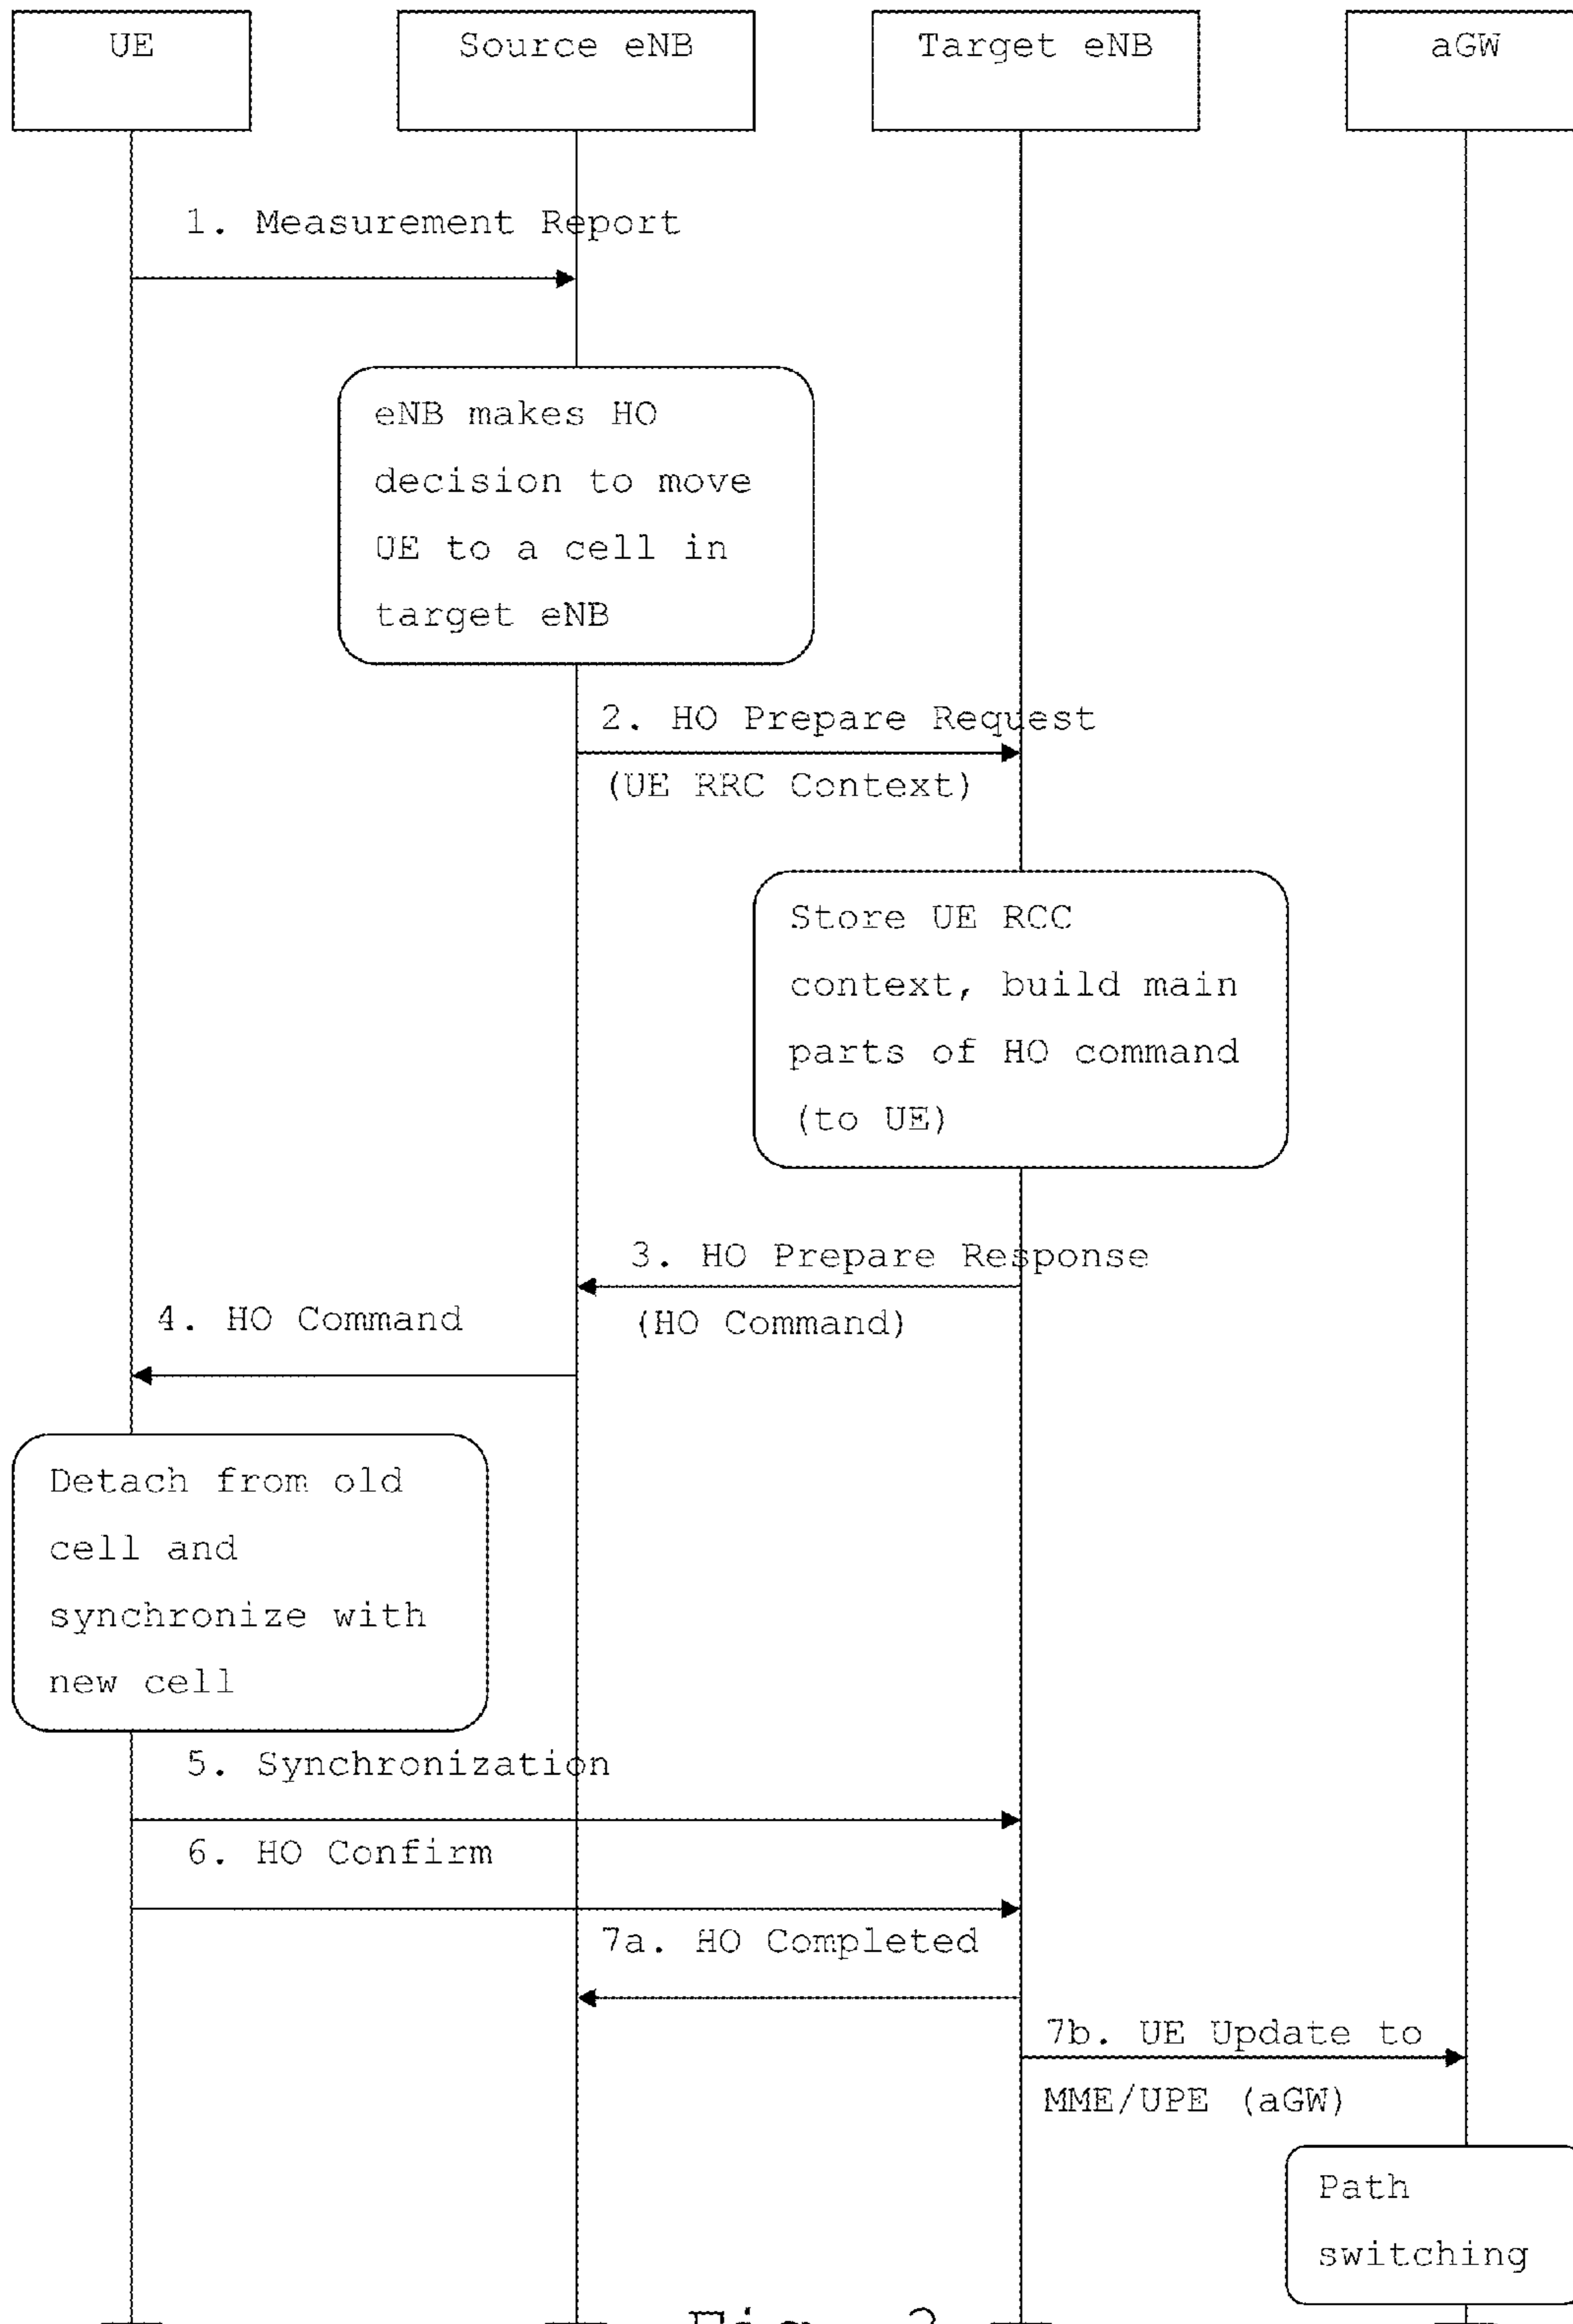 UE
Source eNB
Target eNB
aGW
1. Measurement Report
eNB makes HO
decision to move
UE to a cell in
target eNB
2. HO Prepare Request
(UE RRC Context)
Store UE RCC
context, build main
parts of HO command
(to UE)
3. HO Prepare Response
(HO Command)
4. HO Command
Detach from old
cell and
synchronize with
new cell
5. Synchronization
6. HO Confirm
7a. HO Completed
7b. UE Update to
MME/UPE (aGW)
Path
switching